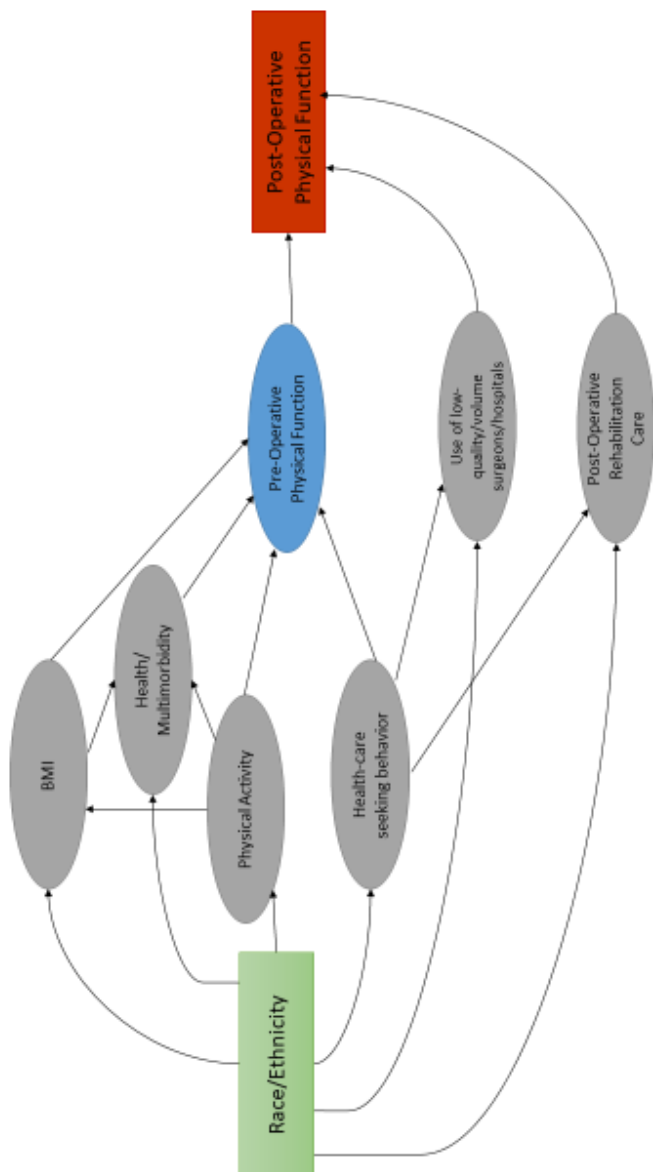 Race/Ethnicity
BMI
Health/
Multimorbidity
Physical Activity
Health-care
seeking behavior
Pre-Operative
Physical Function
Use of low-
quality/volume
surgeons/hospitals
Post-Operative
Rehabilitation
Care
Post-Operative
Physical Function